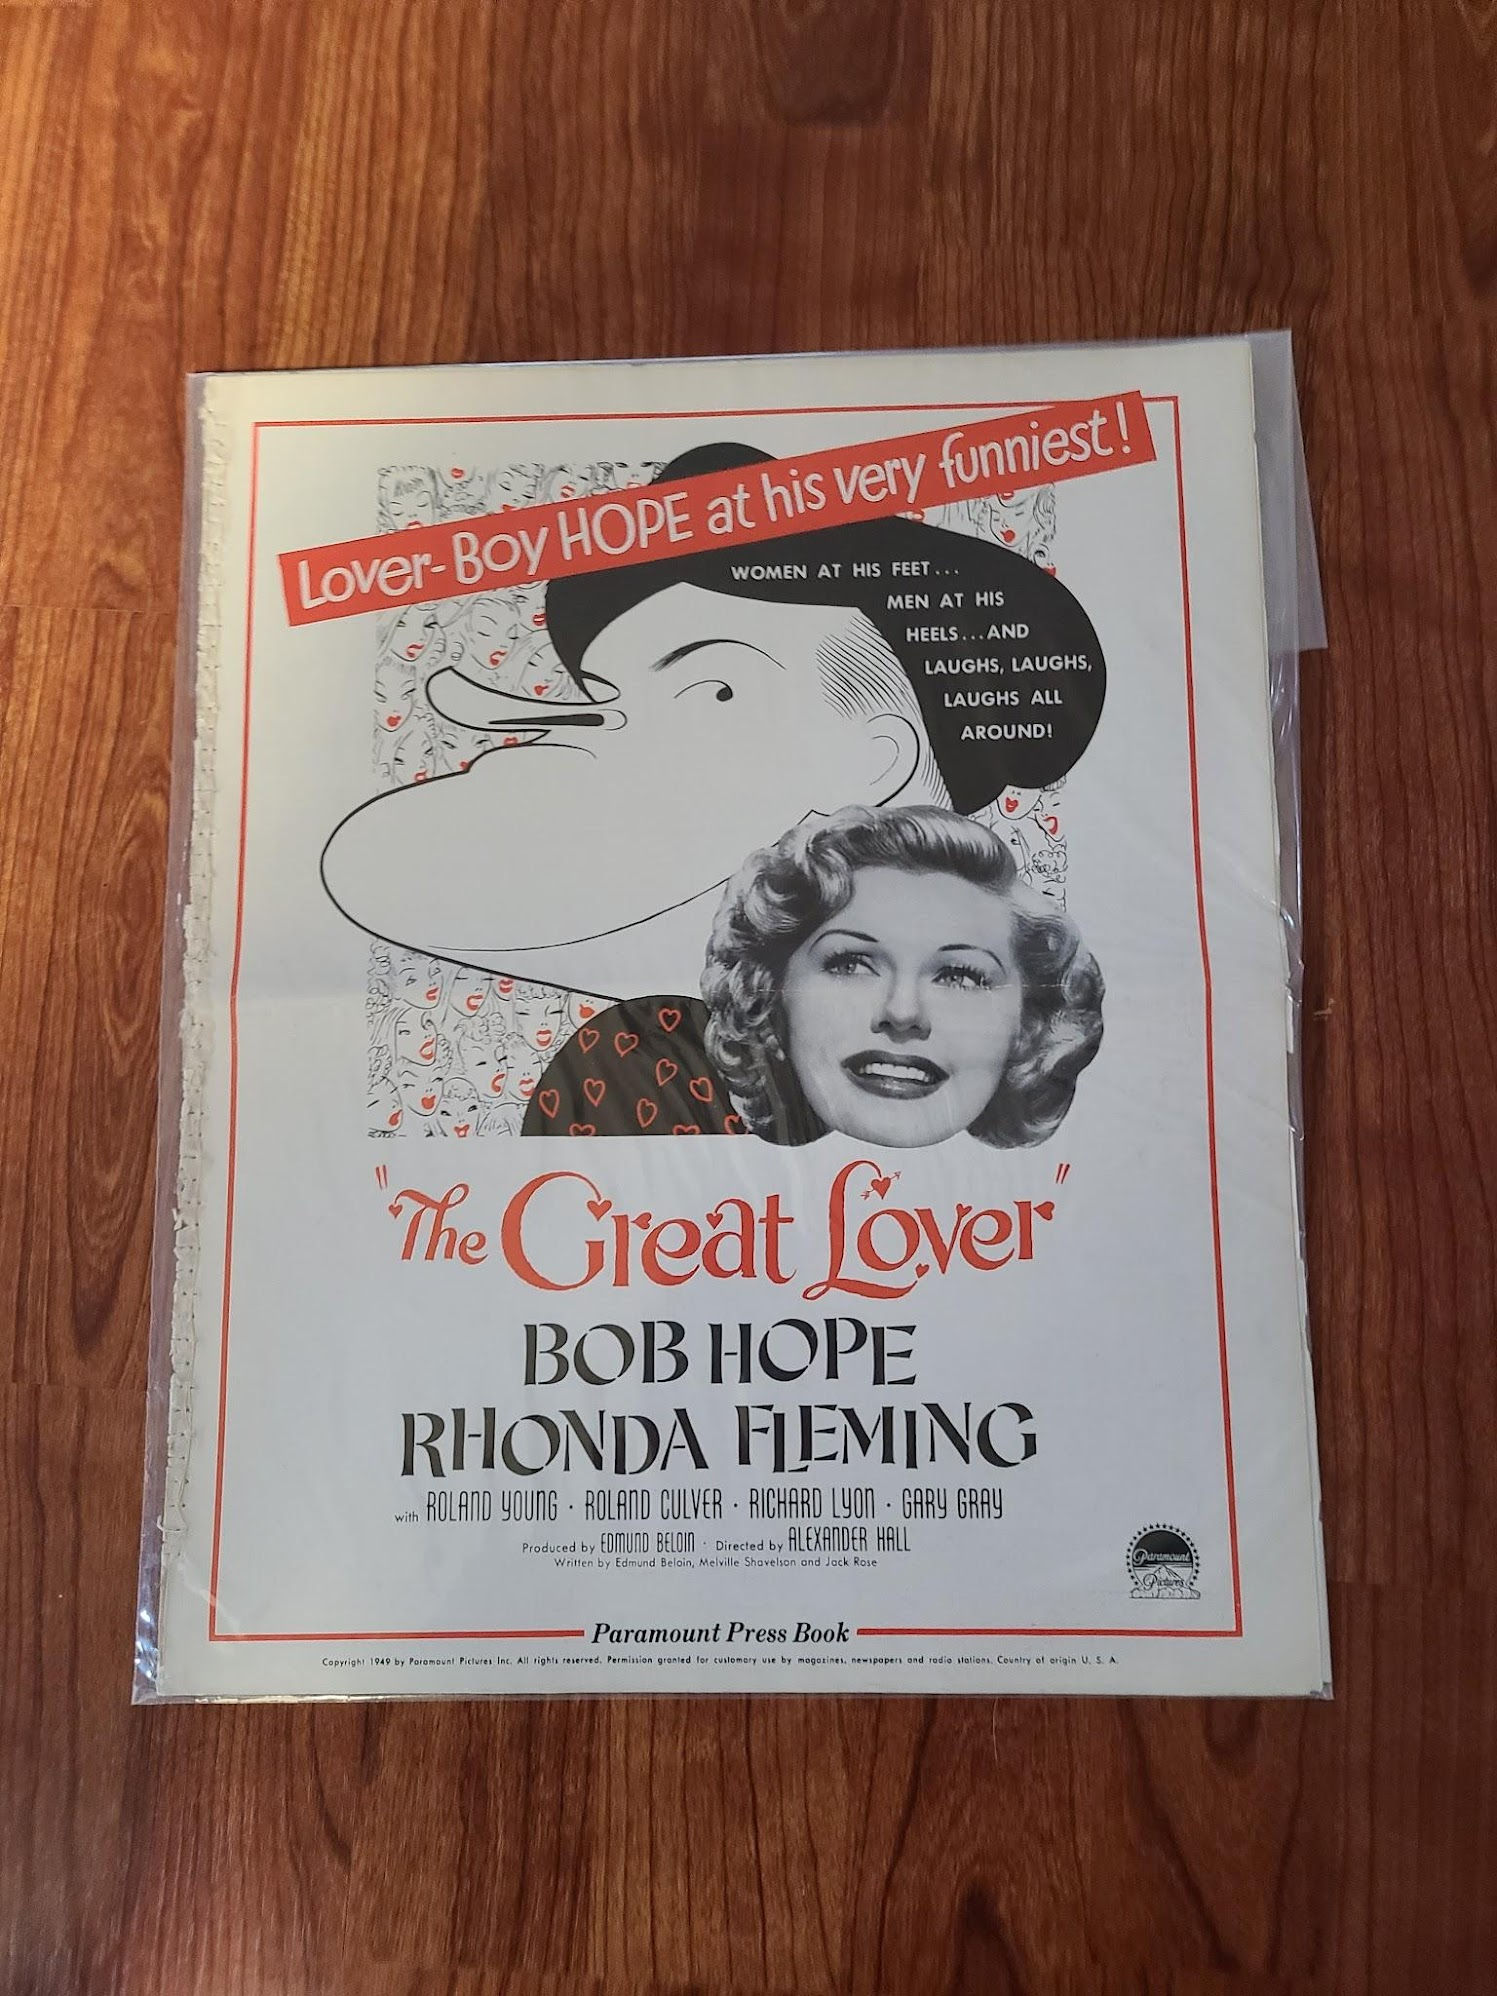 Lover-Boy HOPE at his very funniest!
WOMEN AT HIS FEET...
MEN AT HIS
HEELS...AND
LAUGHS, LAUGHS,
LAUGHS ALL
AROUND!
"The Great Lover"
BOB HOPE
RHONDA FLEMING
with ROLAND YOUNG · ROLAND CULVER · RICHARD LYON · GARY GRAY
Produced by EDMUND BELOIN · Directed by ALEXANDER HALL
Written by Edmund Beloin, Melville Shavelson and Jack Rose
Paramount
Pictures
Paramount Press Book
Copyright 1949 by Paramount Pictures Inc. All rights reserved. Permission granted for customary use by magazines, newspapers and radio stations. Country of origin U. S. A.